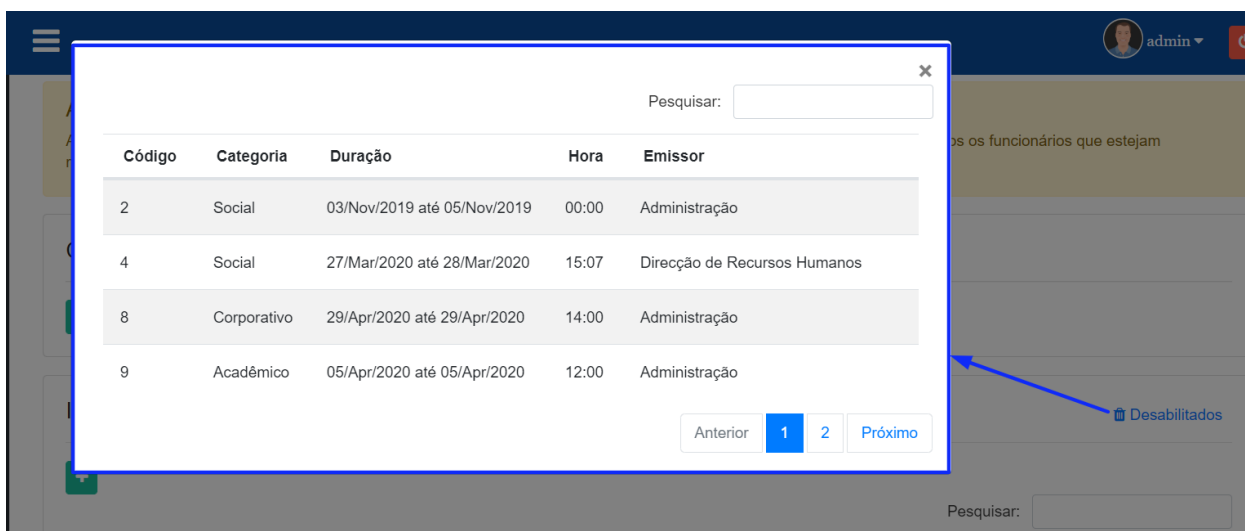 admin
×
Pesquisar:
os os funcionários que estejam
Código Categoria Duração Hora Emissor
2 Social 03/Nov/2019 até 05/Nov/2019 00:00 Administração
4 Social 27/Mar/2020 até 28/Mar/2020 15:07 Direcção de Recursos Humanos
8 Corporativo 29/Apr/2020 até 29/Apr/2020 14:00 Administração
9 Acadêmico 05/Apr/2020 até 05/Apr/2020 12:00 Administração
Desabilitados
Anterior 1 2 Próximo
Pesquisar: